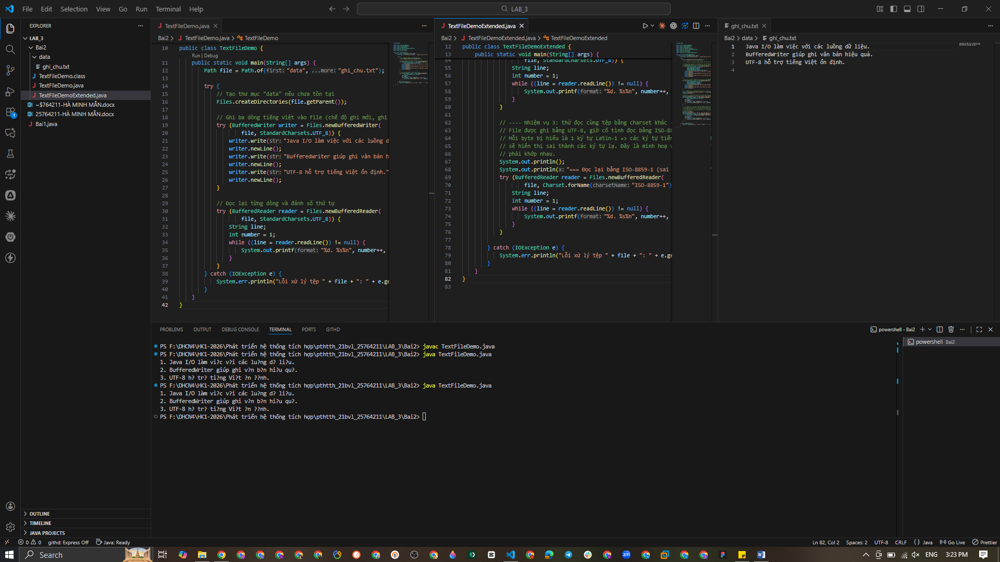 File Edit Selection View Go Run Terminal Help
LAB_3
EXPLORER
LAB_3
Bai2
data
ghi_chu.txt
TextFileDemo.class
TextFileDemo.java
TextFileDemoExtended.java
~$764211-HÀ MINH MẪN.docx
25764211-HÀ MINH MẪN.docx
Bai1.java
OUTLINE
TIMELINE
JAVA PROJECTS
TextFileDemo.java
Bai2 > TextFileDemo.java > TextFileDemo
10 public class TextFileDemo {
Run | Debug
11 public static void main(String[] args) {
12 Path file = Path.of(first: "data", ...more: "ghi_chu.txt");
13
14 try {
15 // Tạo thư mục "data" nếu chưa tồn tại
16 Files.createDirectories(file.getParent());
17
18 // Ghi ba dòng tiếng Việt vào file (chế độ ghi mới, ghi
19 try (BufferedWriter writer = Files.newBufferedWriter(
20 file, StandardCharsets.UTF_8)) {
21 writer.write(str: "Java I/O làm việc với các luồng d
22 writer.newLine();
23 writer.write(str: "BufferedWriter giúp ghi văn bản h
24 writer.newLine();
25 writer.write(str: "UTF-8 hỗ trợ tiếng Việt ổn định."
26 writer.newLine();
27 }
28
29 // Đọc lại từng dòng và đánh số thứ tự
30 try (BufferedReader reader = Files.newBufferedReader(
31 file, StandardCharsets.UTF_8)) {
32 String line;
33 int number = 1;
34 while ((line = reader.readLine()) != null) {
35 System.out.printf(format: "%d. %s%n", number++,
36 }
37 }
38 } catch (IOException e) {
39 System.err.println("Lỗi xử lý tệp " + file + ": " + e.ge
40 }
41 }
42 }
TextFileDemoExtended.java
Bai2 > TextFileDemoExtended.java > TextFileDemoExtended
12 public class TextFileDemoExtended {
13 public static void main(String[] args) {
54 file, StandardCharsets.UTF_8)) {
55 String line;
56 int number = 1;
57 while ((line = reader.readLine()) != null) {
58 System.out.printf(format: "%d. %s%n", number++,
59 }
60 }
61
62 // ---- Nhiệm vụ 3: thử đọc cùng tệp bằng charset khác -
63 // File được ghi bằng UTF-8, giờ cố tình đọc bằng ISO-88
64 // Mỗi byte bị hiểu là 1 ký tự Latin-1 => các ký tự tiến
65 // sẽ hiển thị sai thành các ký tự lạ. Đây là minh hoạ v
66 // phải khớp nhau.
67 System.out.println();
68 System.out.println(x: "=== Đọc lại bằng ISO-8859-1 (sai
69 try (BufferedReader reader = Files.newBufferedReader(
70 file, Charset.forName(charsetName: "ISO-8859-1")
71 String line;
72 int number = 1;
73 while ((line = reader.readLine()) != null) {
74 System.out.printf(format: "%d. %s%n", number++,
75 }
76 }
77
78 } catch (IOException e) {
79 System.err.println("Lỗi xử lý tệp " + file + ": " + e.ge
80 }
81 }
82 }
83
ghi_chu.txt
Bai2 > data > ghi_chu.txt
1 Java I/O làm việc với các luồng dữ liệu.
2 BufferedWriter giúp ghi văn bản hiệu quả.
3 UTF-8 hỗ trợ tiếng Việt ổn định.
4
PROBLEMS OUTPUT DEBUG CONSOLE TERMINAL PORTS GITHD
powershell - Bai2
powershell Bai2
PS F:\DHCN4\HK1-2026\Phát triển hệ thống tích hợp\pthtth_21bvl_25764211\LAB_3\Bai2> javac TextFileDemo.java
PS F:\DHCN4\HK1-2026\Phát triển hệ thống tích hợp\pthtth_21bvl_25764211\LAB_3\Bai2> java TextFileDemo.java
1. Java I/O làm vi?c v?i các lu?ng d? li?u.
2. BufferedWriter giúp ghi v?n b?n hi?u qu?.
3. UTF-8 h? tr? ti?ng Vi?t ?n ??nh.
PS F:\DHCN4\HK1-2026\Phát triển hệ thống tích hợp\pthtth_21bvl_25764211\LAB_3\Bai2> java TextFileDemo.java
1. Java I/O làm vi?c v?i các lu?ng d? li?u.
2. BufferedWriter giúp ghi v?n b?n hi?u qu?.
3. UTF-8 h? tr? ti?ng Vi?t ?n ??nh.
PS F:\DHCN4\HK1-2026\Phát triển hệ thống tích hợp\pthtth_21bvl_25764211\LAB_3\Bai2>
0 0 githd: Express Off Java: Ready
Ln 82, Col 2 Spaces: 2 UTF-8 CRLF {} Java Go Live Prettier
Search
ENG 3:23 PM